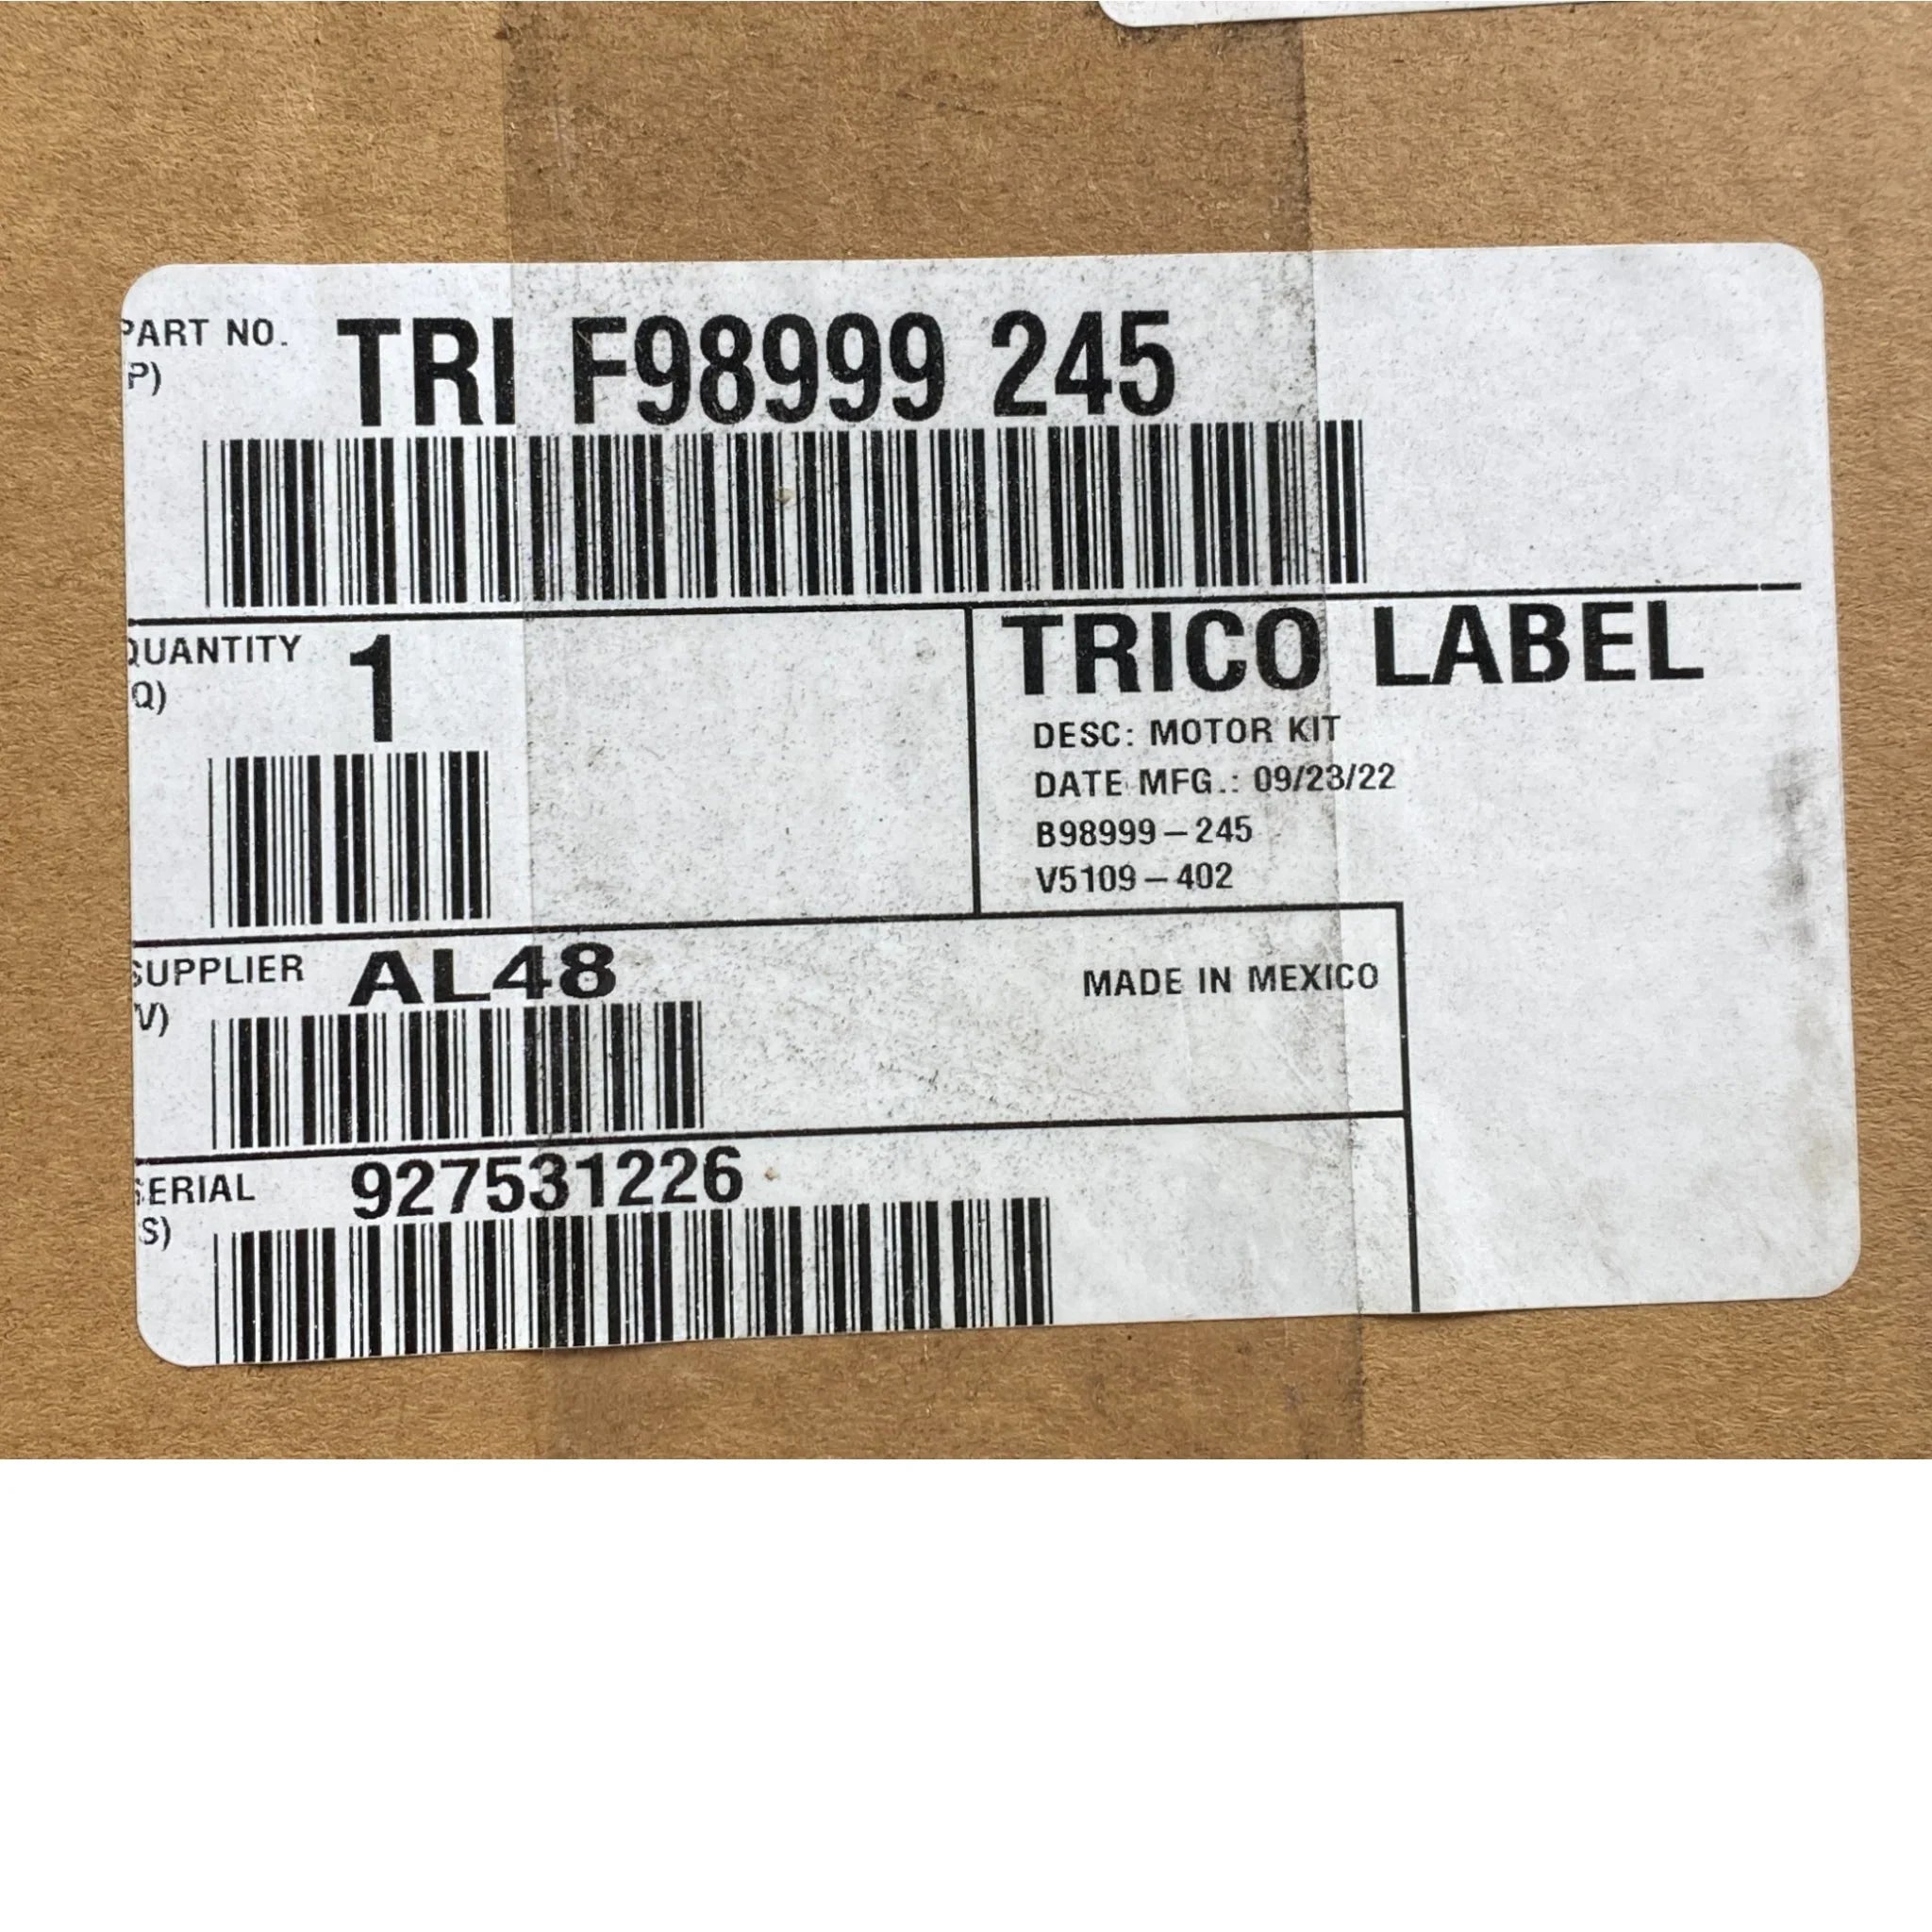 PART NO. TRI F98999 245
P)
QUANTITY 1
Q)
TRICO LABEL
DESC: MOTOR KIT
DATE MFG.: 09/23/22
B98999-245
V5109-402
SUPPLIER AL48
V)
MADE IN MEXICO
SERIAL 927531226
S)